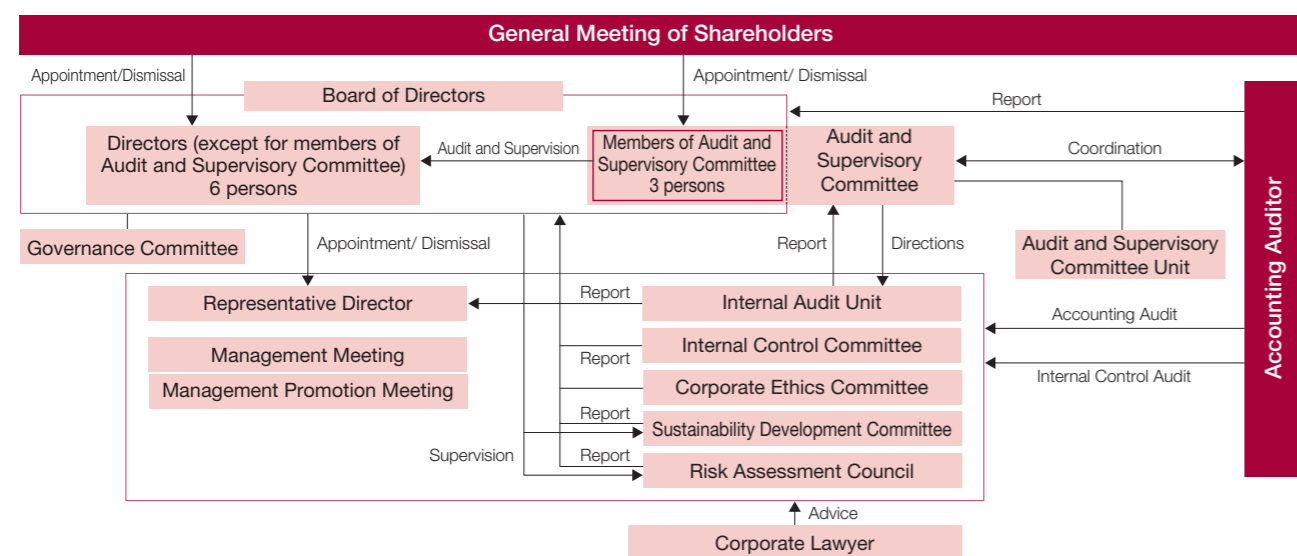 General Meeting of Shareholders
Appointment/Dismissal
Appointment/ Dismissal
Board of Directors
Report
Directors (except for members of
Audit and Supervisory Committee)
6 persons
Audit and Supervision
Members of Audit and
Supervisory Committee
3 persons
Audit and
Supervisory
Committee
Coordination
Accounting Auditor
Governance Committee
Appointment/ Dismissal
Report
Directions
Audit and Supervisory
Committee Unit
Representative Director
Report
Internal Audit Unit
Accounting Audit
Management Meeting
Report
Internal Control Committee
Internal Control Audit
Management Promotion Meeting
Corporate Ethics Committee
Report
Sustainability Development Committee
Supervision
Report
Risk Assessment Council
Advice
Corporate Lawyer